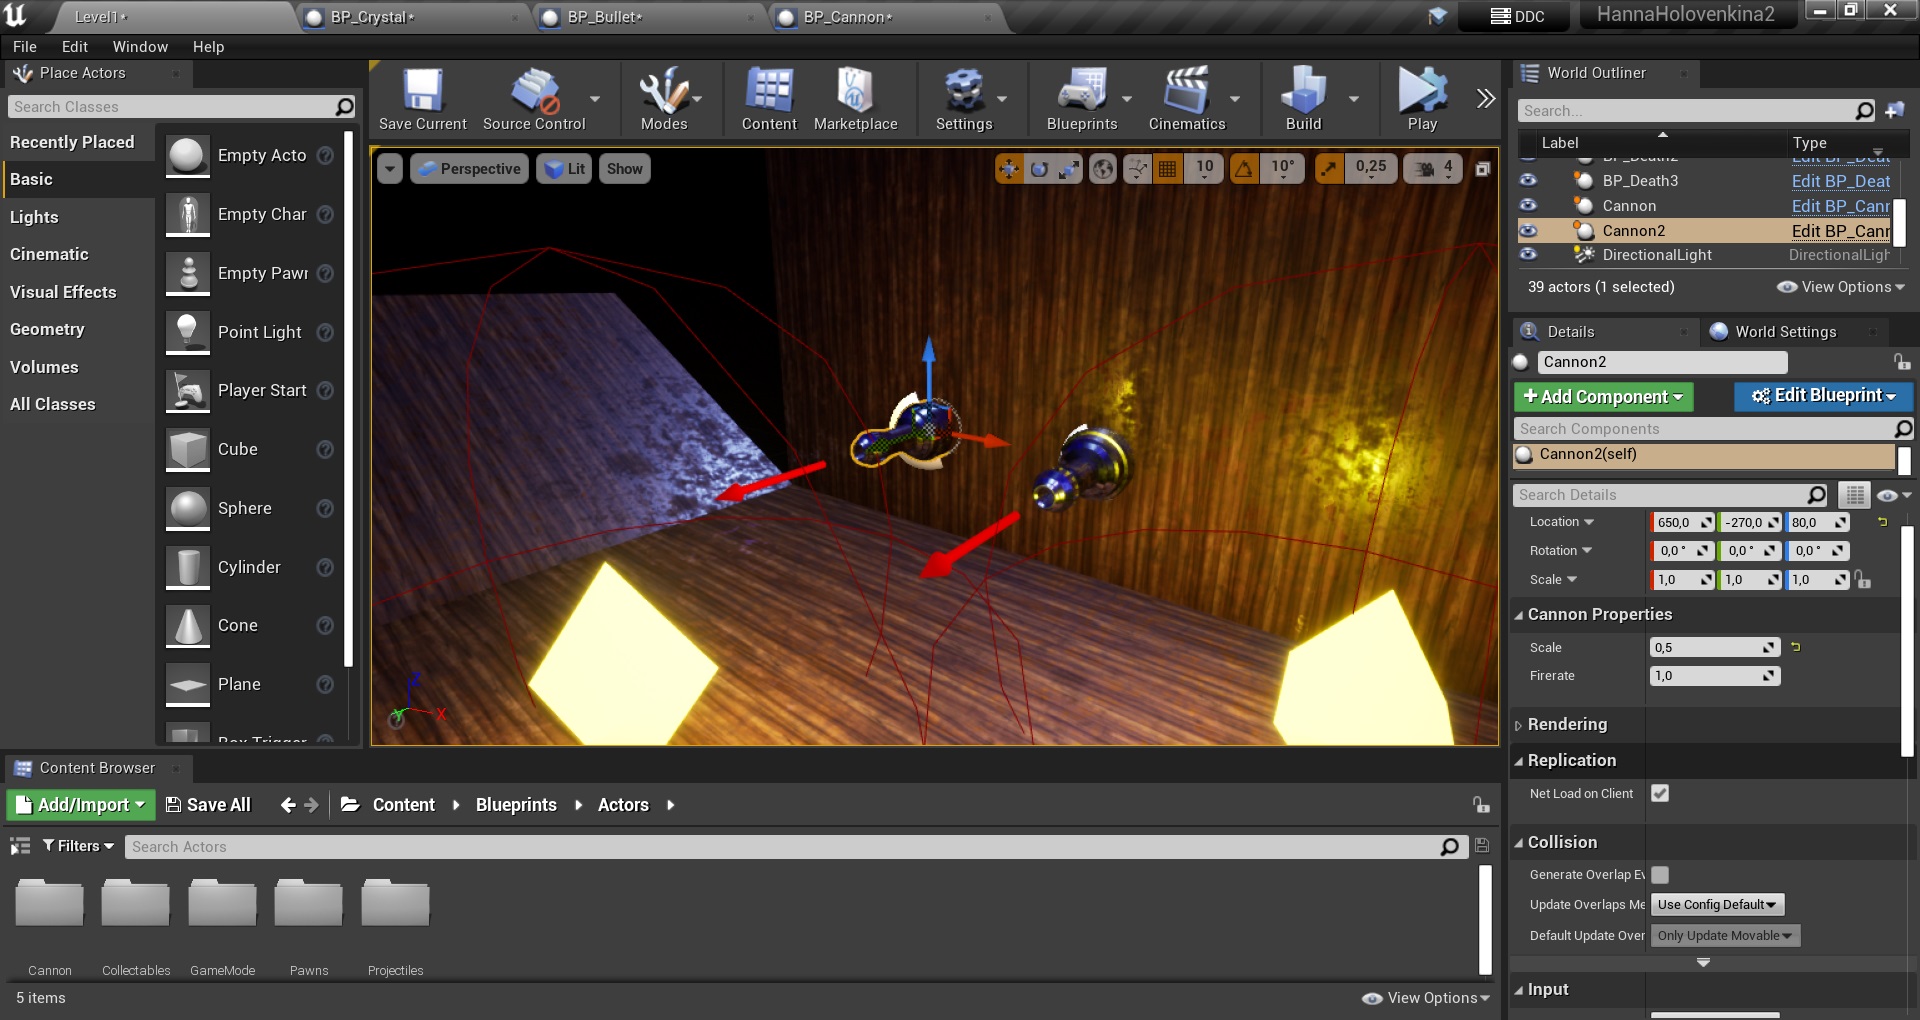 Level1*
BP_Crystal*
BP_Bullet*
BP_Cannon*
DDC
HannaHolovenkina2
File Edit Window Help
Place Actors
Search Classes
Recently Placed
Basic
Lights
Cinematic
Visual Effects
Geometry
Volumes
All Classes
Empty Acto
Empty Char
Empty Pawn
Point Light
Player Start
Cube
Sphere
Cylinder
Cone
Plane
Box Trigger
Save Current
Source Control
Modes
Content
Marketplace
Settings
Blueprints
Cinematics
Build
Play
Perspective
Lit
Show
10
10°
0,25
4
Z
Y
X
World Outliner
Search...
Label
Type
BP_Death2 Edit BP_Deat
BP_Death3 Edit BP_Deat
Cannon Edit BP_Canr
Cannon2 Edit BP_Canr
DirectionalLight DirectionalLigh
39 actors (1 selected)
View Options
Details
World Settings
Cannon2
+ Add Component
Edit Blueprint
Search Components
Cannon2(self)
Search Details
Location 650,0 -270,0 80,0
Rotation 0,0 ° 0,0 ° 0,0 °
Scale 1,0 1,0 1,0
Cannon Properties
Scale 0,5
Firerate 1,0
Rendering
Replication
Net Load on Client
Collision
Generate Overlap Ev
Update Overlaps Me Use Config Default
Default Update Over Only Update Movable
Input
Content Browser
Add/Import
Save All
Content
Blueprints
Actors
Filters
Search Actors
Cannon
Collectables
GameMode
Pawns
Projectiles
5 items
View Options